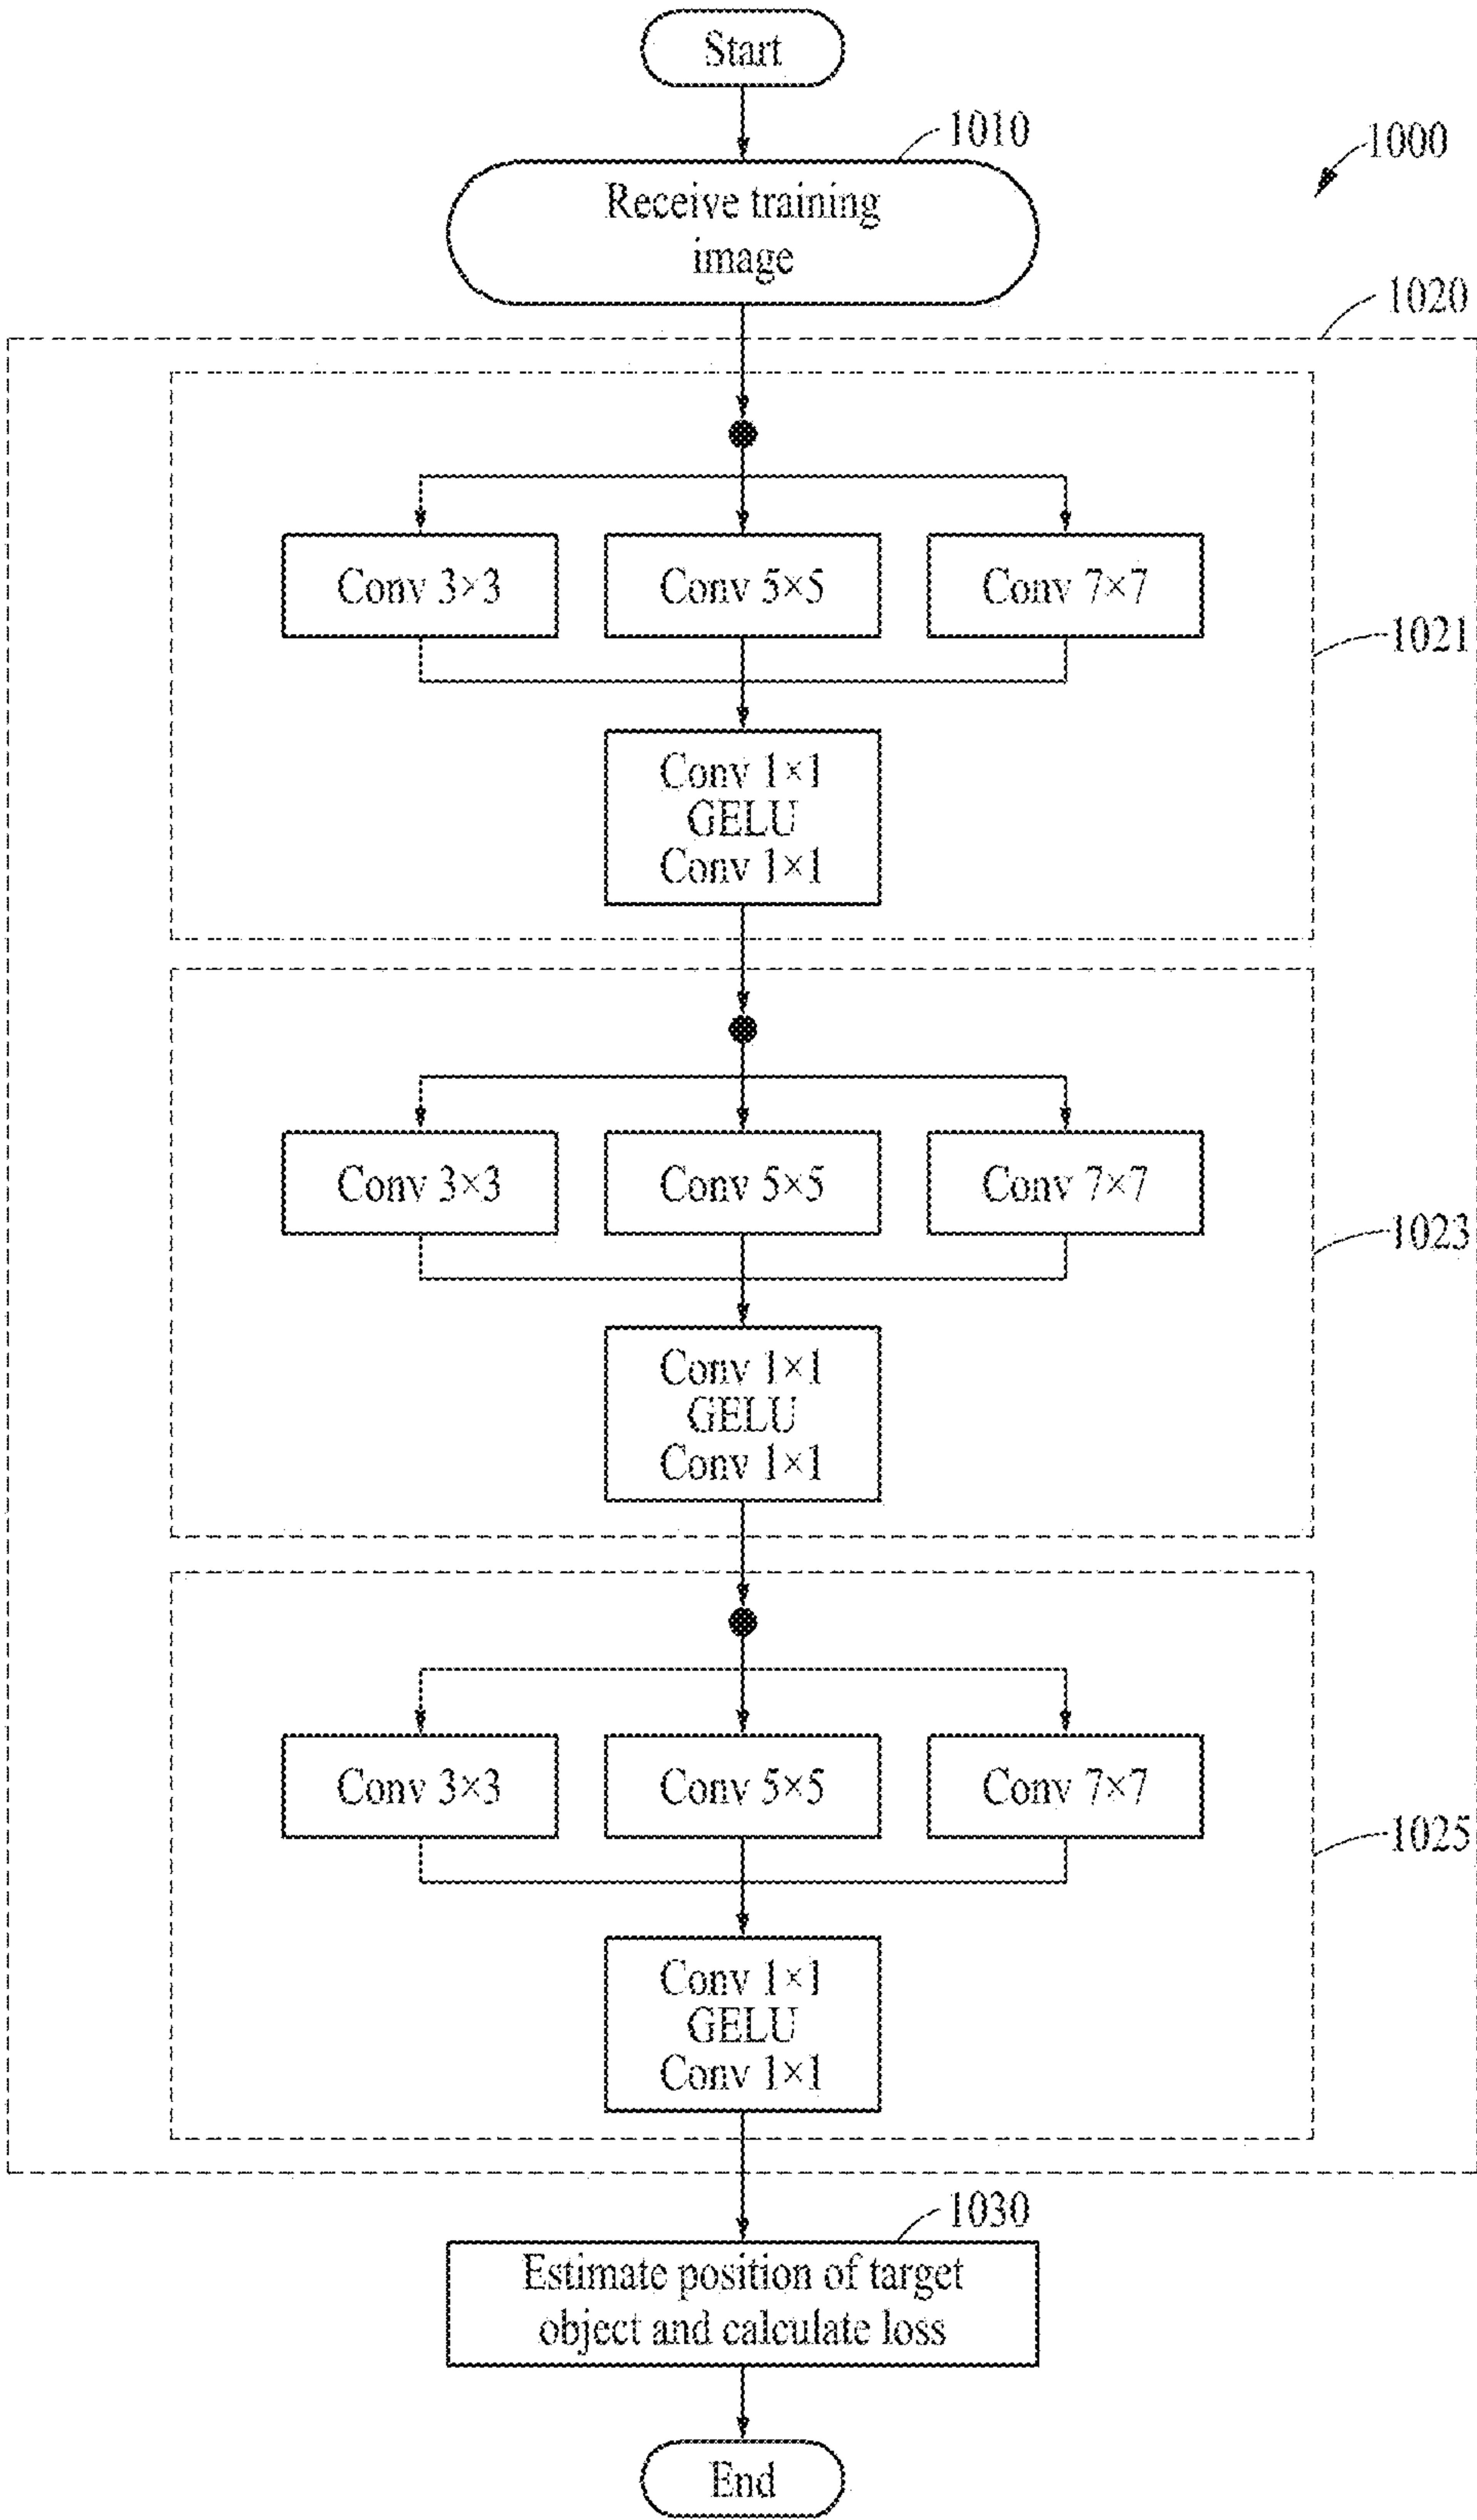 Start
1010
1000
Receive training
image
1020
Conv 3×3
Conv 5×5
Conv 7×7
1021
Conv 1×1
GELU
Conv 1×1
Conv 3×3
Conv 5×5
Conv 7×7
1023
Conv 1×1
GELU
Conv 1×1
Conv 3×3
Conv 5×5
Conv 7×7
1025
Conv 1×1
GELU
Conv 1×1
1030
Estimate position of target
object and calculate loss
End